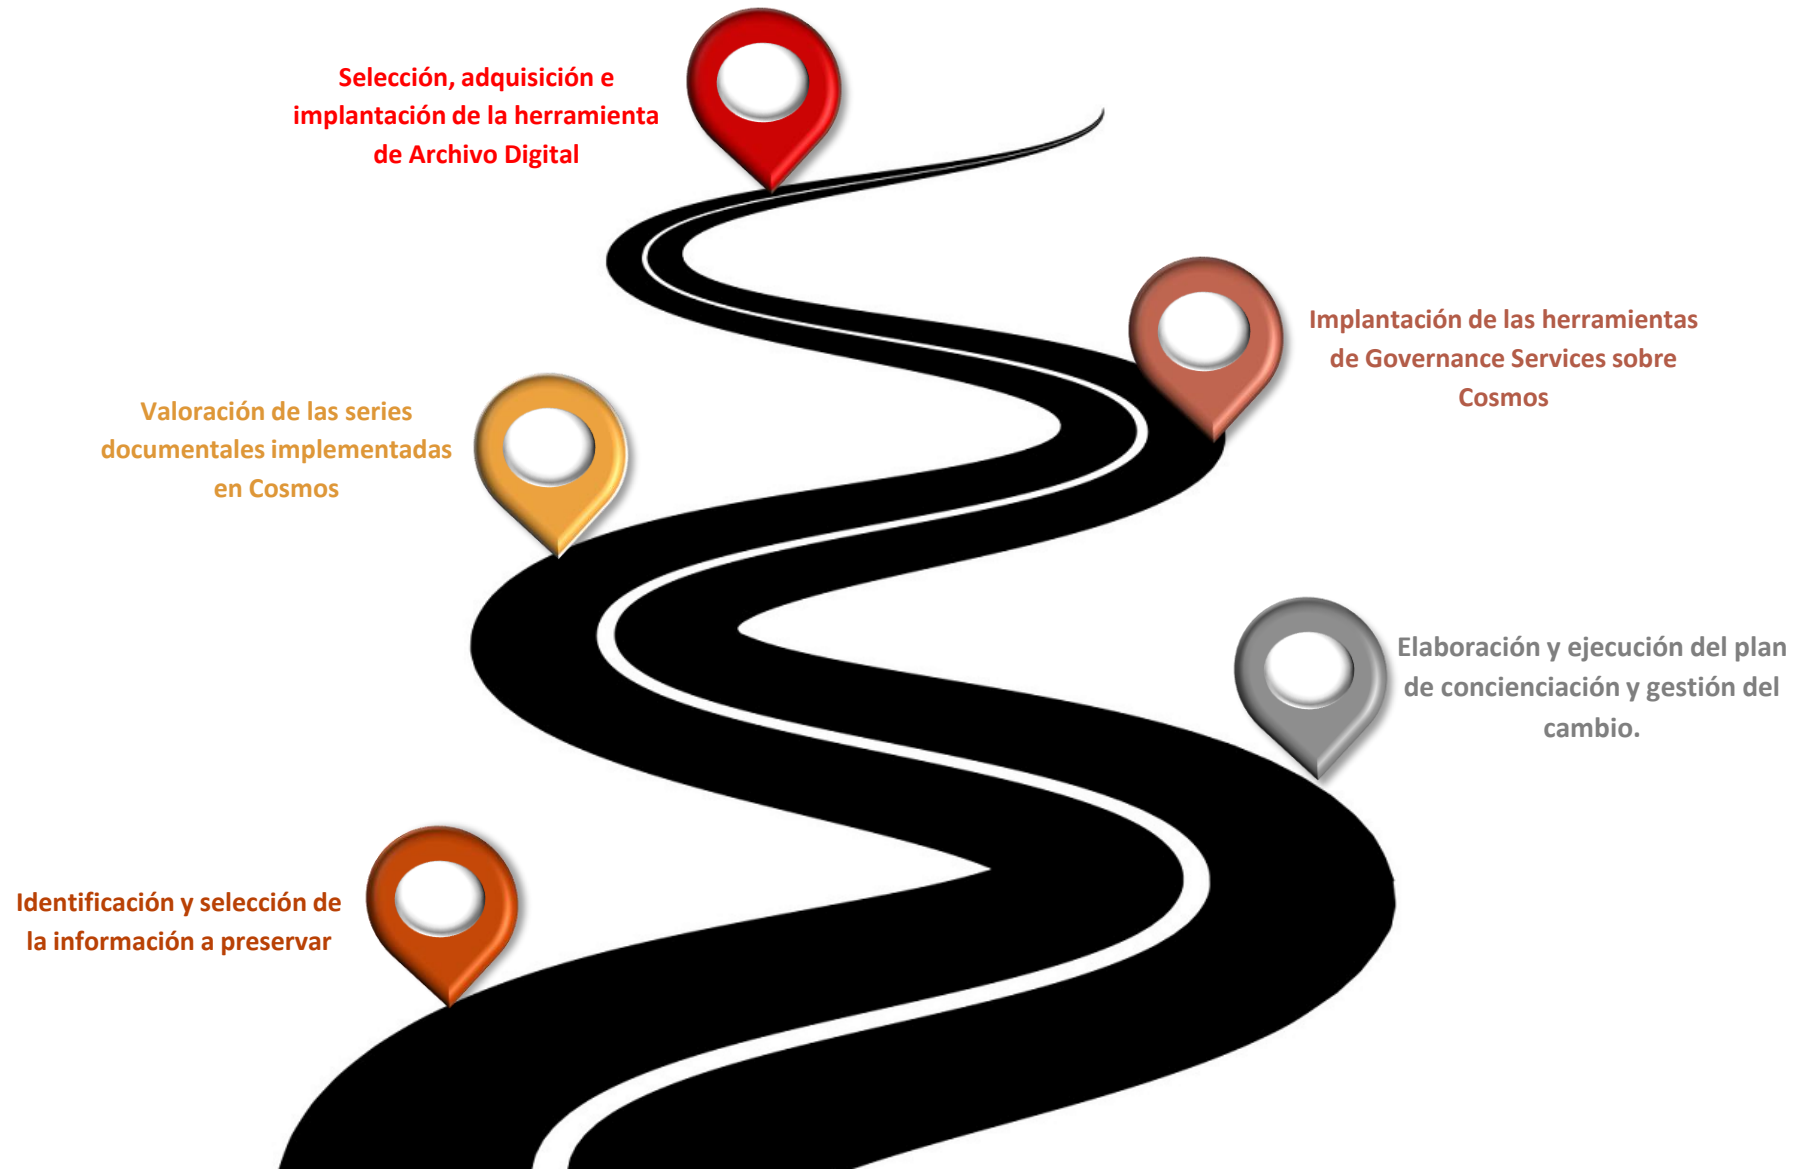 Selección, adquisición e
implantación de la herramienta
de Archivo Digital
Implantación de las herramientas
de Governance Services sobre
Cosmos
Valoración de las series
documentales implementadas
en Cosmos
Elaboración y ejecución del plan
de concienciación y gestión del
cambio.
Identificación y selección de
la información a preservar